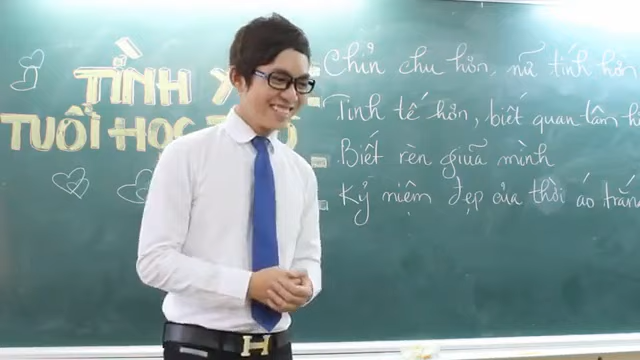 TÌNH
TUỔI HỌC
Chỉn chu hơn, nữ tính hơn
Tinh tế hơn, biết quan tâm
Biết rèn giũa mình
Kỷ niệm đẹp của thời áo trắng
H